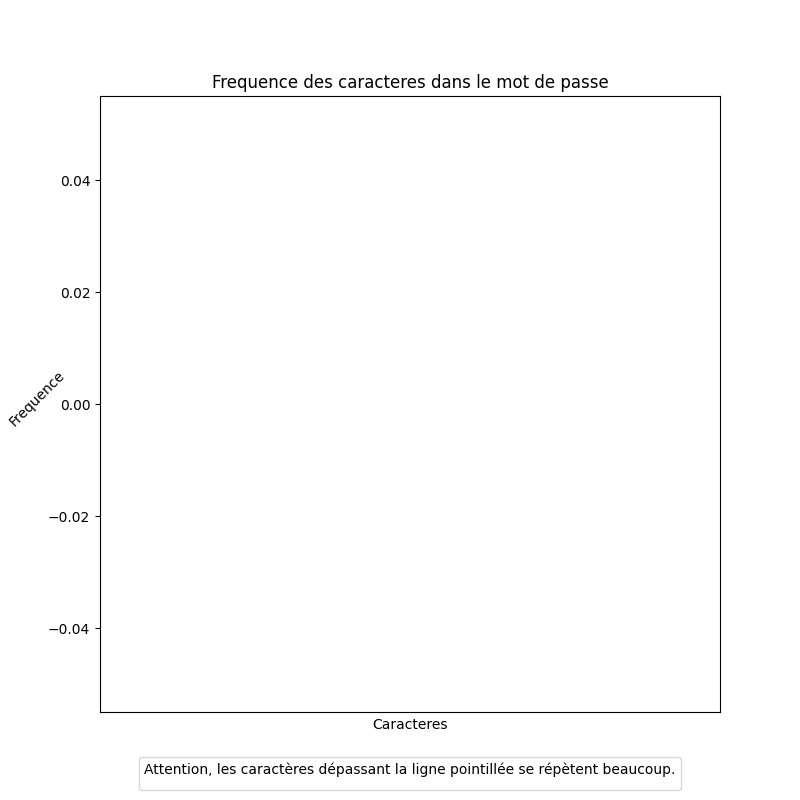 Frequence des caracteres dans le mot de passe
0.04
0.02
0.00
−0.02
−0.04
Frequence
Caracteres
Attention, les caractères dépassant la ligne pointillée se répètent beaucoup.